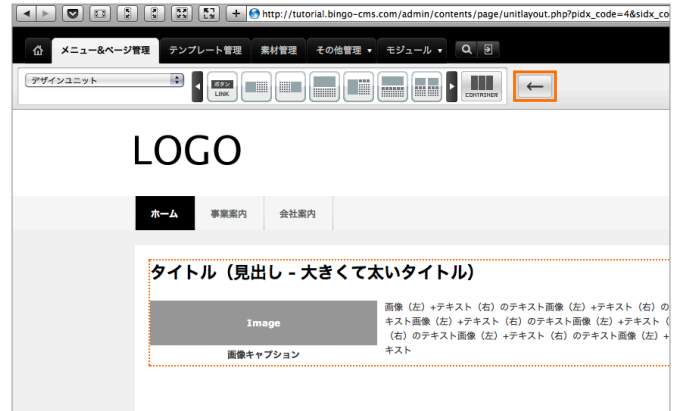 http://tutorial.bingo-cms.com/admin/contents/page/unitlayout.php?pidx_code=4&sidx_co
メニュー&ページ管理 テンプレート管理 素材管理 その他管理 ▼ モジュール ▼
デザインユニット ボタン LINK CONTAINER ←
LOGO
ホーム 事業案内 会社案内
タイトル（見出し - 大きくて太いタイトル）
Image
画像キャプション
画像（左）+テキスト（右）のテキスト画像（左）+テキスト（右）の
キスト画像（左）+テキスト（右）のテキスト画像（左）+テキスト（
（右）のテキスト画像（左）+テキスト（右）のテキスト画像（左）+
キスト